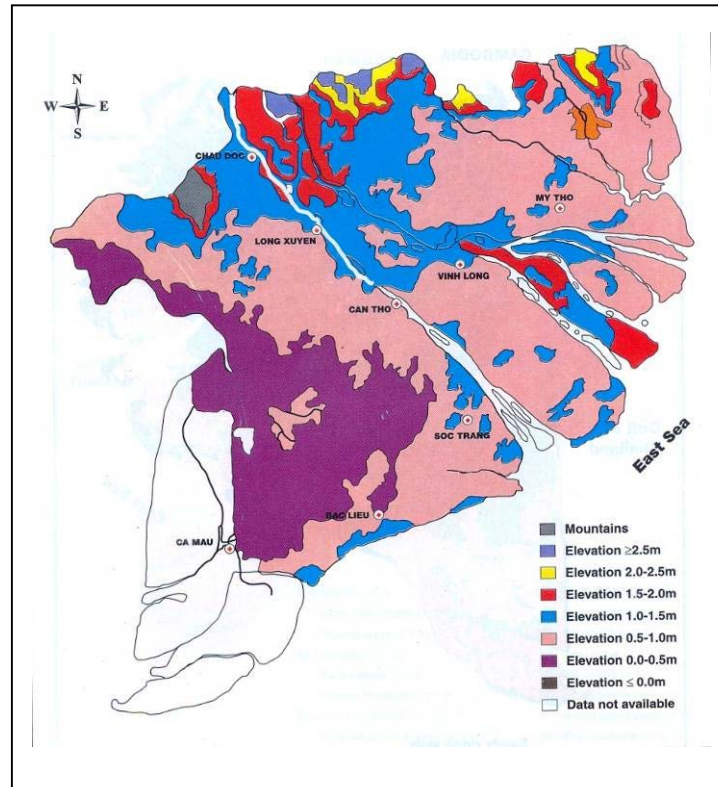 N
W E
S
CHAU DOC
MY THO
LONG XUYEN
VINH LONG
CAN THO
SOC TRANG
East Sea
BAC LIEU
CA MAU
Mountains
Elevation ≥2.5m
Elevation 2.0-2.5m
Elevation 1.5-2.0m
Elevation 1.0-1.5m
Elevation 0.5-1.0m
Elevation 0.0-0.5m
Elevation ≤ 0.0m
Data not available